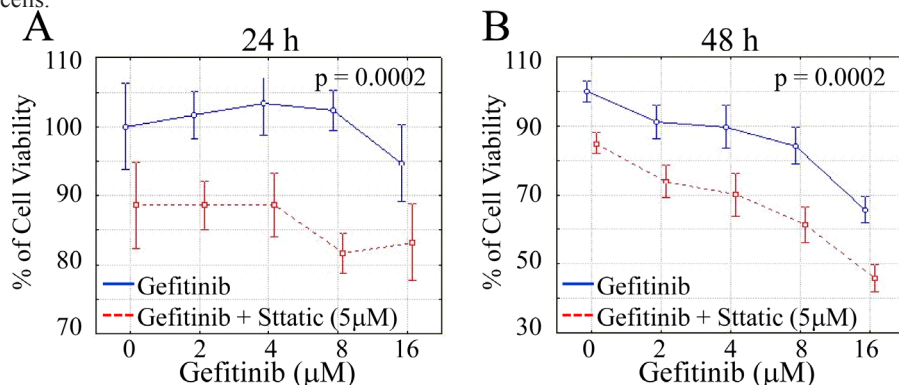 cells.
A
24 h
p = 0.0002
110
100
90
80
70
% of Cell Viability
Gefitinib
Gefitinib + Sttatic (5µM)
0 2 4 8 16
Gefitinib (µM)
B
48 h
p = 0.0002
110
90
70
50
30
% of Cell Viability
Gefitinib
Gefitinib + Sttatic (5µM)
0 2 4 8 16
Gefitinib (µM)